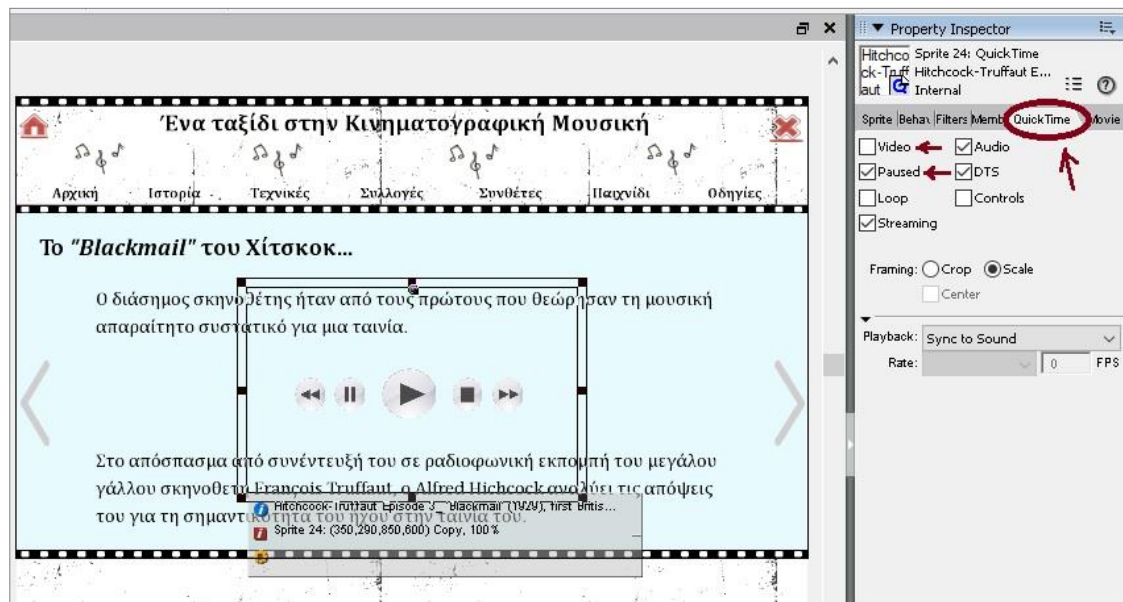 Ένα ταξίδι στην Κινηματογραφική Μουσική
Αρχική Ιστορία Τεχνικές Συλλογές Συνθέτες Παιχνίδι Οδηγίες
Το "Blackmail" του Χίτσκοκ...
Ο διάσημος σκηνοθέτης ήταν από τους πρώτους που θεώρησαν τη μουσική
απαραίτητο συστατικό για μια ταινία.
Στο απόσπασμα από συνέντευξή του σε ραδιοφωνική εκπομπή του μεγάλου
γάλλου σκηνοθέτη François Truffaut, ο Alfred Hichcock αναλύει τις απόψεις
του για τη σημαντικότητα του ήχου στην ταινία του.
Hitchcock-Truffaut Episode 3_ "Blackmail" (1929), first Britis...
Sprite 24: (350,290,850,600) Copy, 100%
Property Inspector
Hitchco
ck-Truff
aut
Sprite 24: QuickTime
Hitchcock-Truffaut E...
Internal
Sprite Behav Filters Memb QuickTime Movie
Video Audio
Paused DTS
Loop Controls
Streaming
Framing: Crop Scale
Center
Playback: Sync to Sound
Rate: 0 FPS